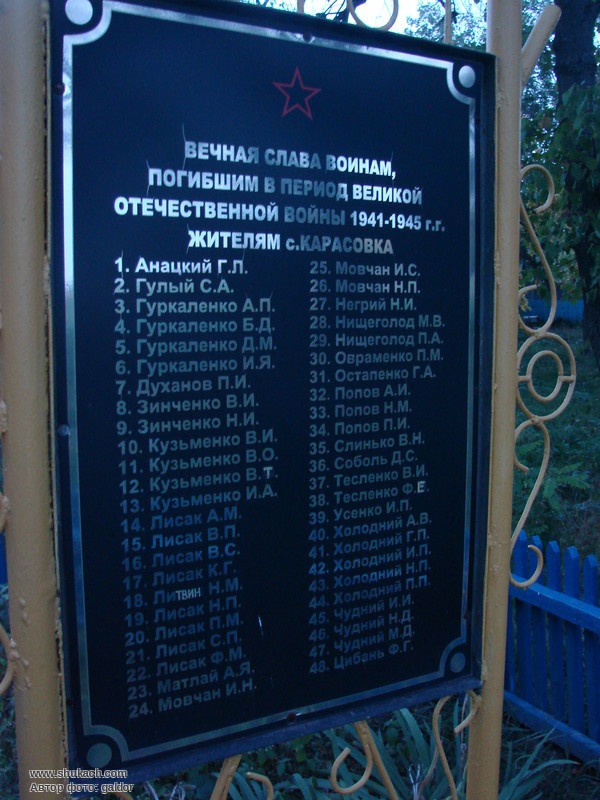 ВЕЧНАЯ СЛАВА ВОИНАМ,
ПОГИБШИМ В ПЕРИОД ВЕЛИКОЙ
ОТЕЧЕСТВЕННОЙ ВОЙНЫ 1941-1945 г.г.
ЖИТЕЛЯМ с.КАРАСОВКА
1. Анацкий Г.Л.
2. Гулый С.А.
3. Гуркаленко А.П.
4. Гуркаленко Б.Д.
5. Гуркаленко Д.М.
6. Гуркаленко И.Я.
7. Духанов П.И.
8. Зинченко В.И.
9. Зинченко Н.И.
10. Кузьменко В.И.
11. Кузьменко В.О.
12. Кузьменко В.Т.
13. Кузьменко И.А.
14. Лисак А.М.
15. Лисак В.П.
16. Лисак В.С.
17. Лисак К.Г.
18. Литвин Н.М.
19. Лисак Н.П.
20. Лисак П.М.
21. Лисак С.П.
22. Лисак Ф.М.
23. Матлай А.Я.
24. Мовчан И.Н.
25. Мовчан И.С.
26. Мовчан Н.П.
27. Негрий Н.И.
28. Нищеголод М.В.
29. Нищеголод П.А.
30. Овраменко П.М.
31. Остапенко Г.А.
32. Попов А.И.
33. Попов Н.М.
34. Попов П.И.
35. Слинько В.Н.
36. Соболь Д.С.
37. Тесленко В.И.
38. Тесленко Ф.Е.
39. Усенко И.П.
40. Холодний А.В.
41. Холодний Г.П.
42. Холодний И.П.
43. Холодний Н.П.
44. Холодний П.П.
45. Чудний И.И.
46. Чудний Н.Д.
47. Чудний М.Д.
48. Цибань Ф.Г.
www.shukach.com
Автор фото: galdor